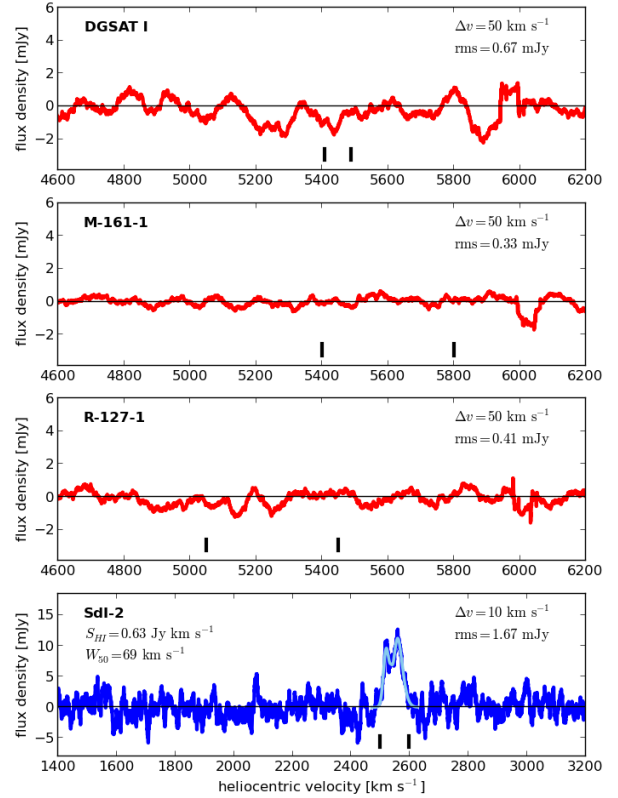 DGSAT I
Δv = 50 km s⁻¹
rms = 0.67 mJy
flux density [mJy]
6
4
2
0
−2
4600 4800 5000 5200 5400 5600 5800 6000 6200
M-161-1
Δv = 50 km s⁻¹
rms = 0.33 mJy
flux density [mJy]
6
4
2
0
−2
4600 4800 5000 5200 5400 5600 5800 6000 6200
R-127-1
Δv = 50 km s⁻¹
rms = 0.41 mJy
flux density [mJy]
6
4
2
0
−2
4600 4800 5000 5200 5400 5600 5800 6000 6200
SdI-2
S_HI = 0.63 Jy km s⁻¹
W₅₀ = 69 km s⁻¹
Δv = 10 km s⁻¹
rms = 1.67 mJy
flux density [mJy]
15
10
5
0
−5
1400 1600 1800 2000 2200 2400 2600 2800 3000 3200
heliocentric velocity [km s⁻¹]